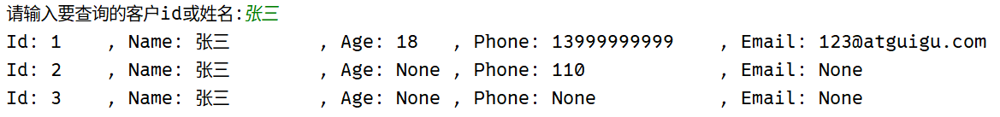 请输入要查询的客户id或姓名:张三
Id: 1    , Name: 张三        , Age: 18   , Phone: 13999999999    , Email: 123@atguigu.com
Id: 2    , Name: 张三        , Age: None , Phone: 110            , Email: None
Id: 3    , Name: 张三        , Age: None , Phone: None           , Email: None